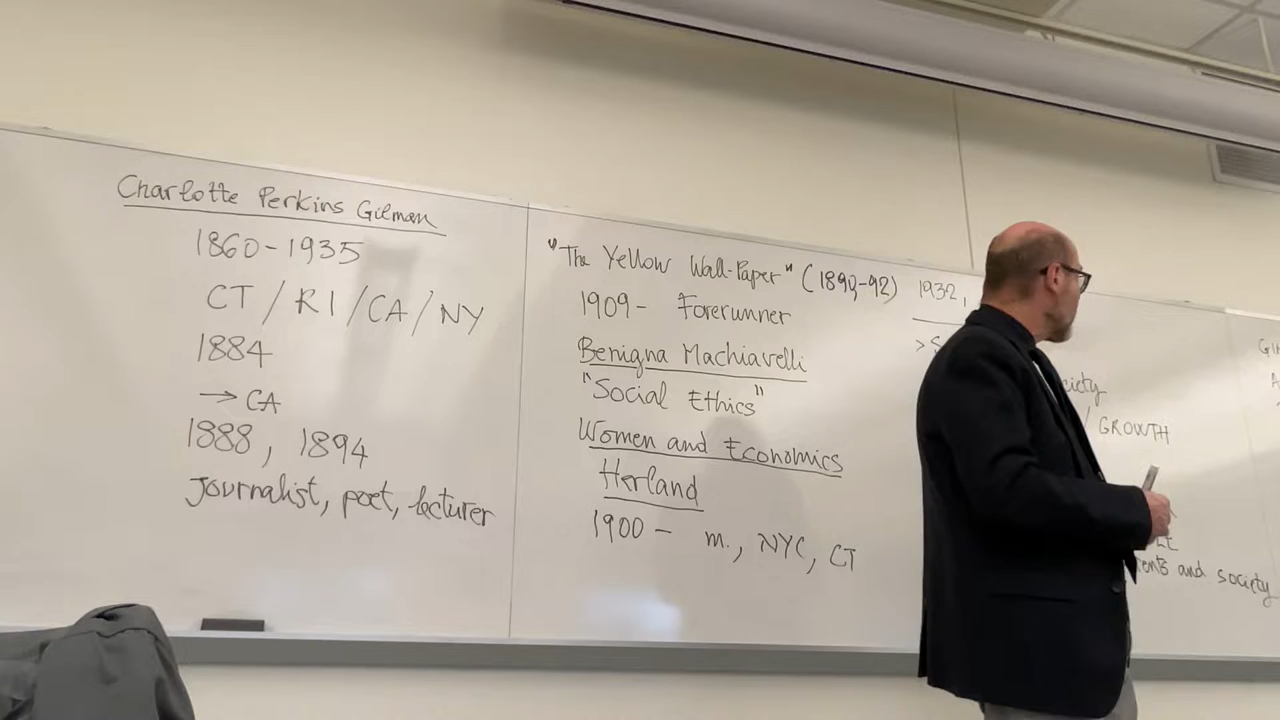 Charlotte Perkins Gilman
1860-1935
CT / RI / CA / NY
1884
→ CA
1888, 1894
Journalist, poet, lecturer
"The Yellow Wall-Paper" (1890-92)
1909- Forerunner
Benigna Machiavelli
"Social Ethics"
Women and Economics
Herland
1900 - m., NYC, CT
1932,
/ GROWTH
and society